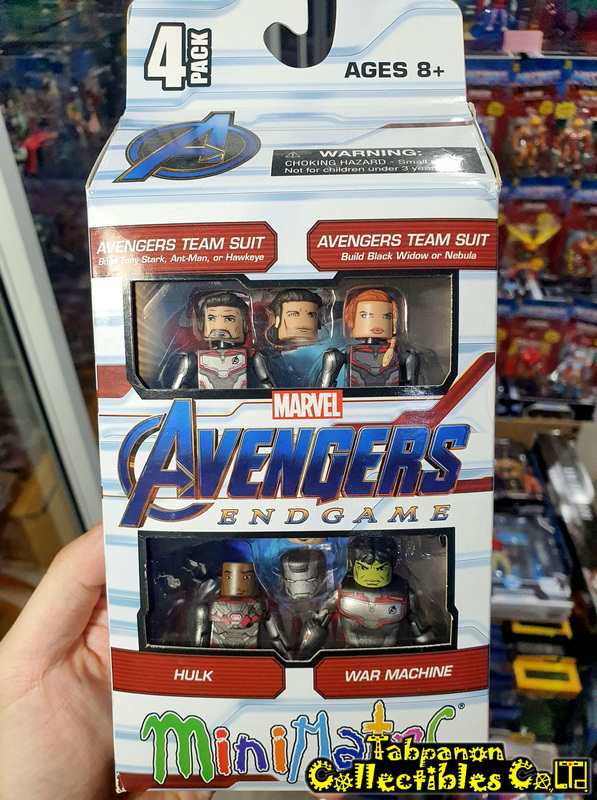 4 PACK
AGES 8+
A
WARNING:
CHOKING HAZARD - Small
Not for children under 3 years
AVENGERS TEAM SUIT
Build Tony Stark, Ant-Man, or Hawkeye
AVENGERS TEAM SUIT
Build Black Widow or Nebula
MARVEL
AVENGERS
ENDGAME
HULK
WAR MACHINE
MiniMates®
Tabpanon
Collectibles Co.,LTD.